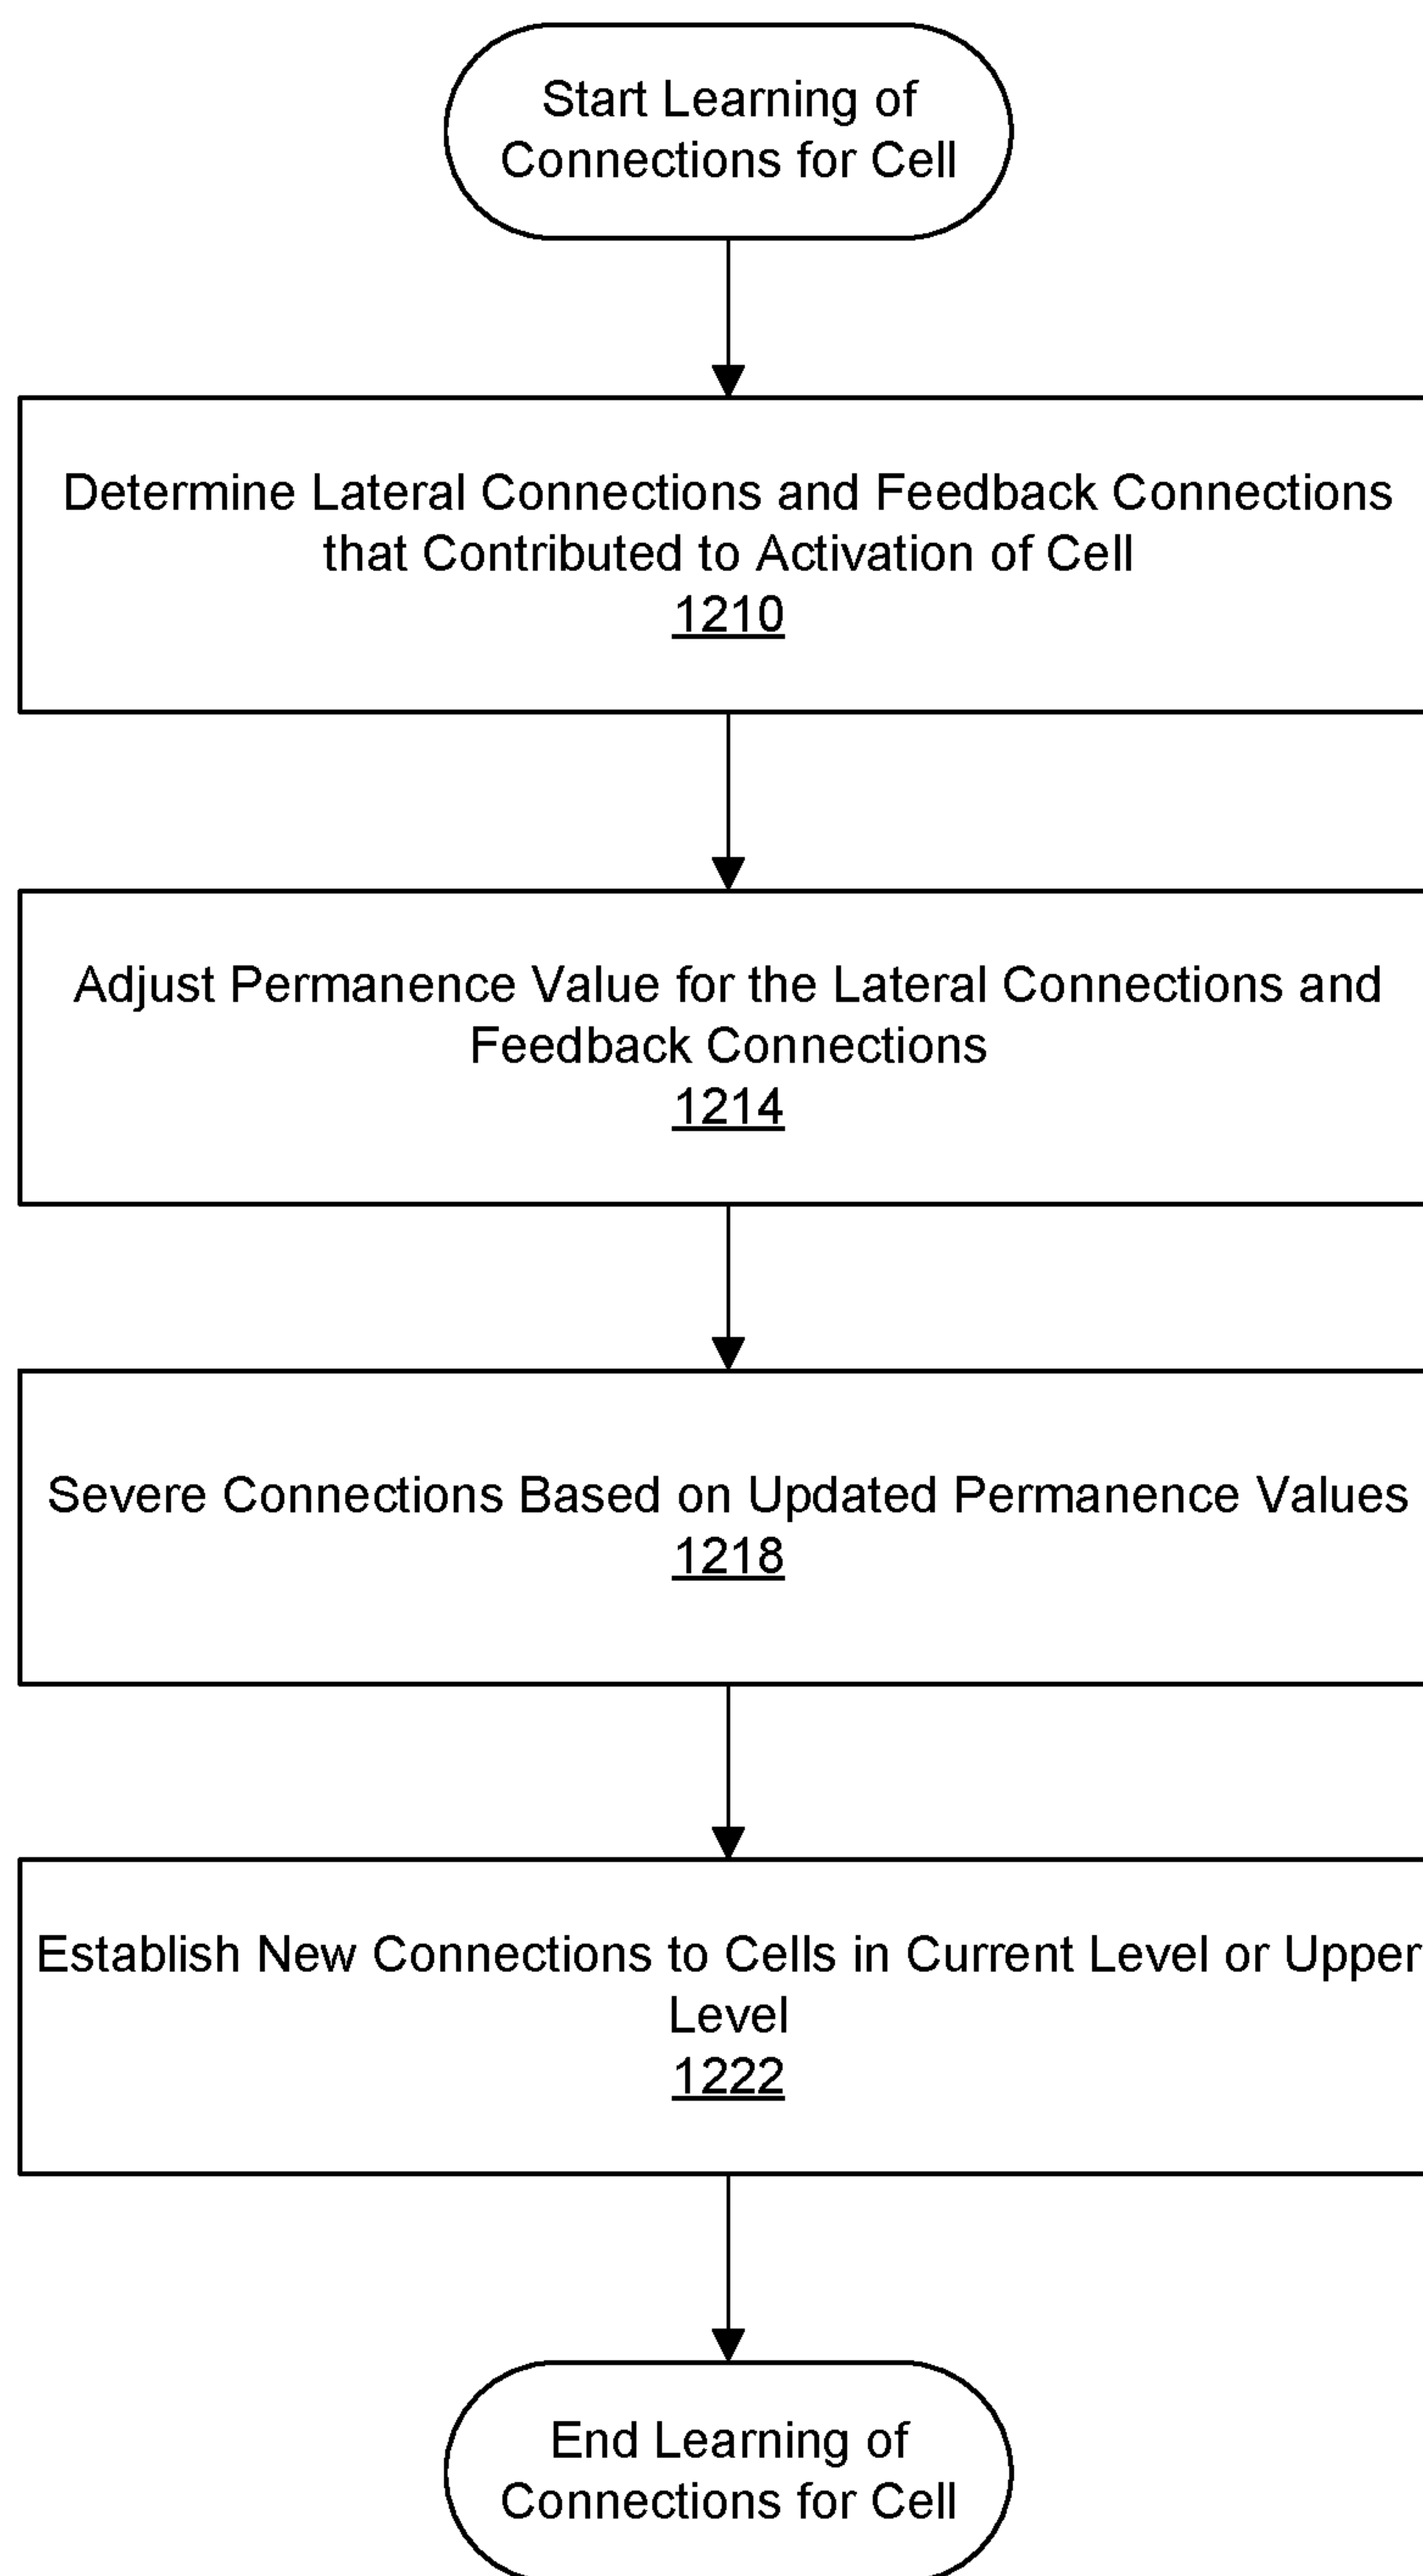 Start Learning of
Connections for Cell
Determine Lateral Connections and Feedback Connections
that Contributed to Activation of Cell
1210
Adjust Permanence Value for the Lateral Connections and
Feedback Connections
1214
Severe Connections Based on Updated Permanence Values
1218
Establish New Connections to Cells in Current Level or Upper
Level
1222
End Learning of
Connections for Cell